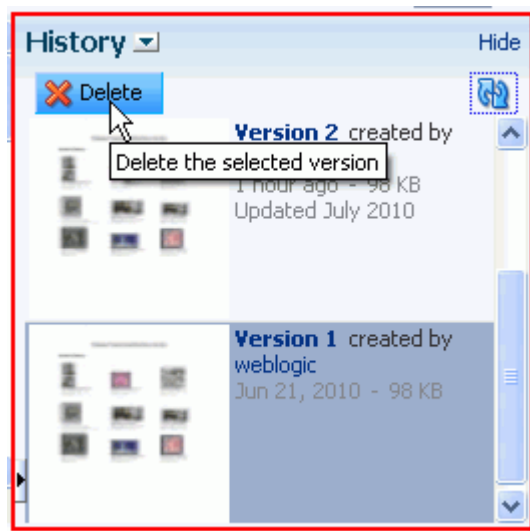 History
Hide
Delete
Version 2 created by
Delete the selected version
1 hour ago - 98 KB
Updated July 2010
Version 1 created by
weblogic
Jun 21, 2010 - 98 KB